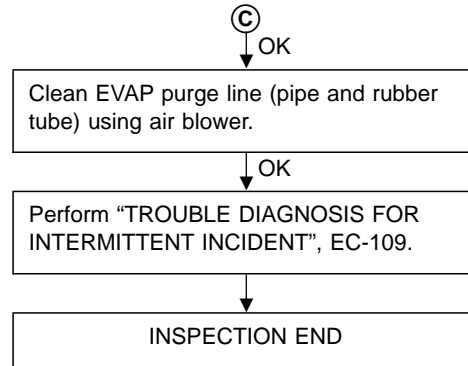 C
OK
Clean EVAP purge line (pipe and rubber
tube) using air blower.
OK
Perform “TROUBLE DIAGNOSIS FOR
INTERMITTENT INCIDENT”, EC-109.
INSPECTION END